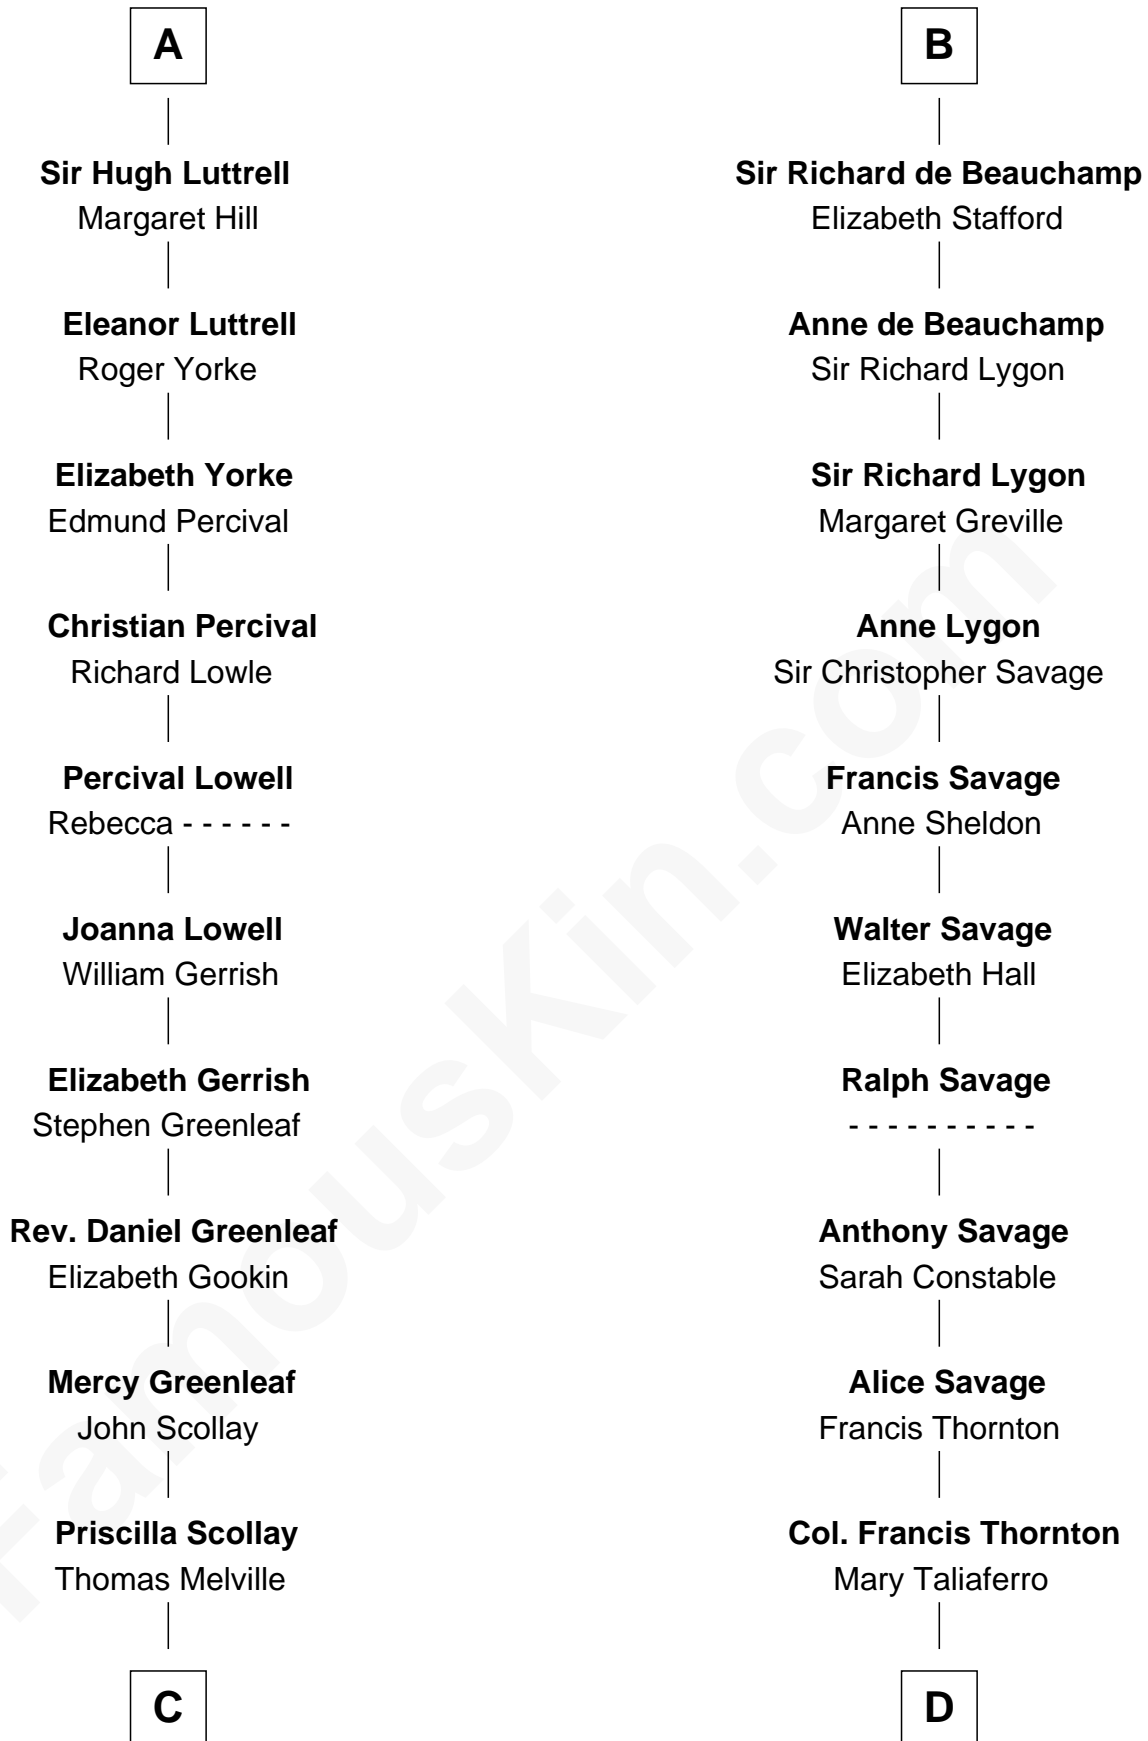 A
Sir Hugh Luttrell
Margaret Hill
Eleanor Luttrell
Roger Yorke
Elizabeth Yorke
Edmund Percival
Christian Percival
Richard Lowle
Percival Lowell
Rebecca - - - - - -
Joanna Lowell
William Gerrish
Elizabeth Gerrish
Stephen Greenleaf
Rev. Daniel Greenleaf
Elizabeth Gookin
Mercy Greenleaf
John Scollay
Priscilla Scollay
Thomas Melville
C
B
Sir Richard de Beauchamp
Elizabeth Stafford
Anne de Beauchamp
Sir Richard Lygon
Sir Richard Lygon
Margaret Greville
Anne Lygon
Sir Christopher Savage
Francis Savage
Anne Sheldon
Walter Savage
Elizabeth Hall
Ralph Savage
- - - - - - - - - -
Anthony Savage
Sarah Constable
Alice Savage
Francis Thornton
Col. Francis Thornton
Mary Taliaferro
D
FamousKin.com